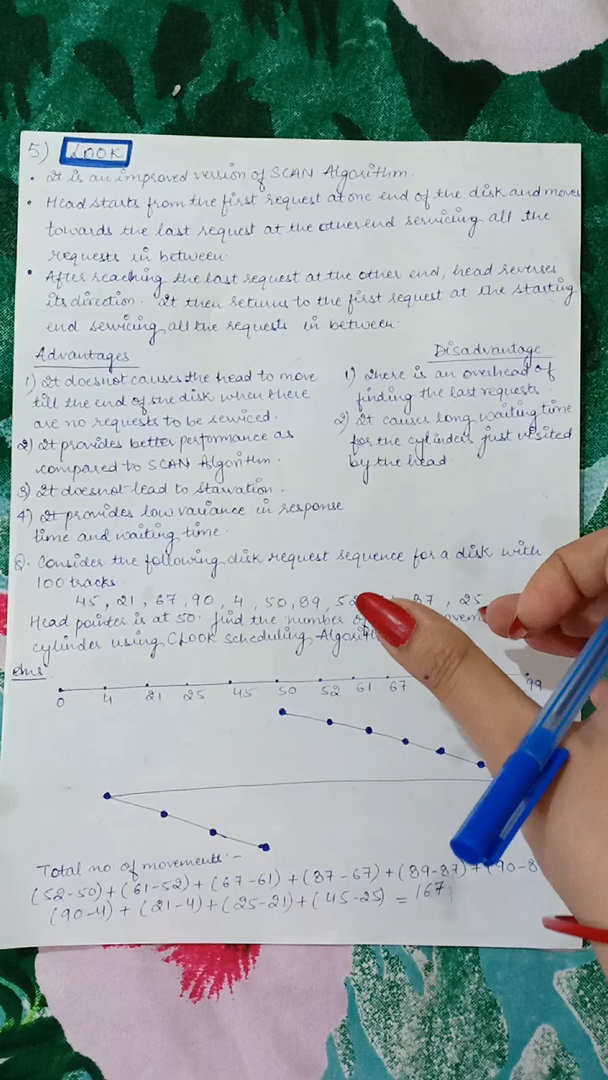 5) LOOK
• It is an improved version of SCAN Algorithm.
• Head starts from the first request at one end of the disk and moves
towards the last request at the other end servicing all the
requests in between.
• After reaching the last request at the other end, head reverses
its direction. It then returns to the first request at the starting
end servicing all the requests in between.
Advantages
1) It doesnot causes the head to move
till the end of the disk when there
are no requests to be serviced.
2) It provides better performance as
compared to SCAN Algorithm.
3) It doesnot lead to starvation.
4) It provides low variance in response
time and waiting time.
Disadvantage
1) There is an overhead of
finding the last requests.
2) It causes long waiting time
for the cylinders just visited
by the head.
Q. Consider the following disk request sequence for a disk with
100 tracks.
45, 21, 67, 90, 4, 50, 89, 52, 87, 25
Head pointer is at 50. find the number of
cylinder using CLOOK scheduling
Ans.
0 4 21 25 45 50 52 61 67 99
Total no of movements:-
(52-50)+(61-52)+(67-61)+(87-67)+(89-87)+(90-8
(90-4)+(21-4)+(25-21)+(45-25) = 167